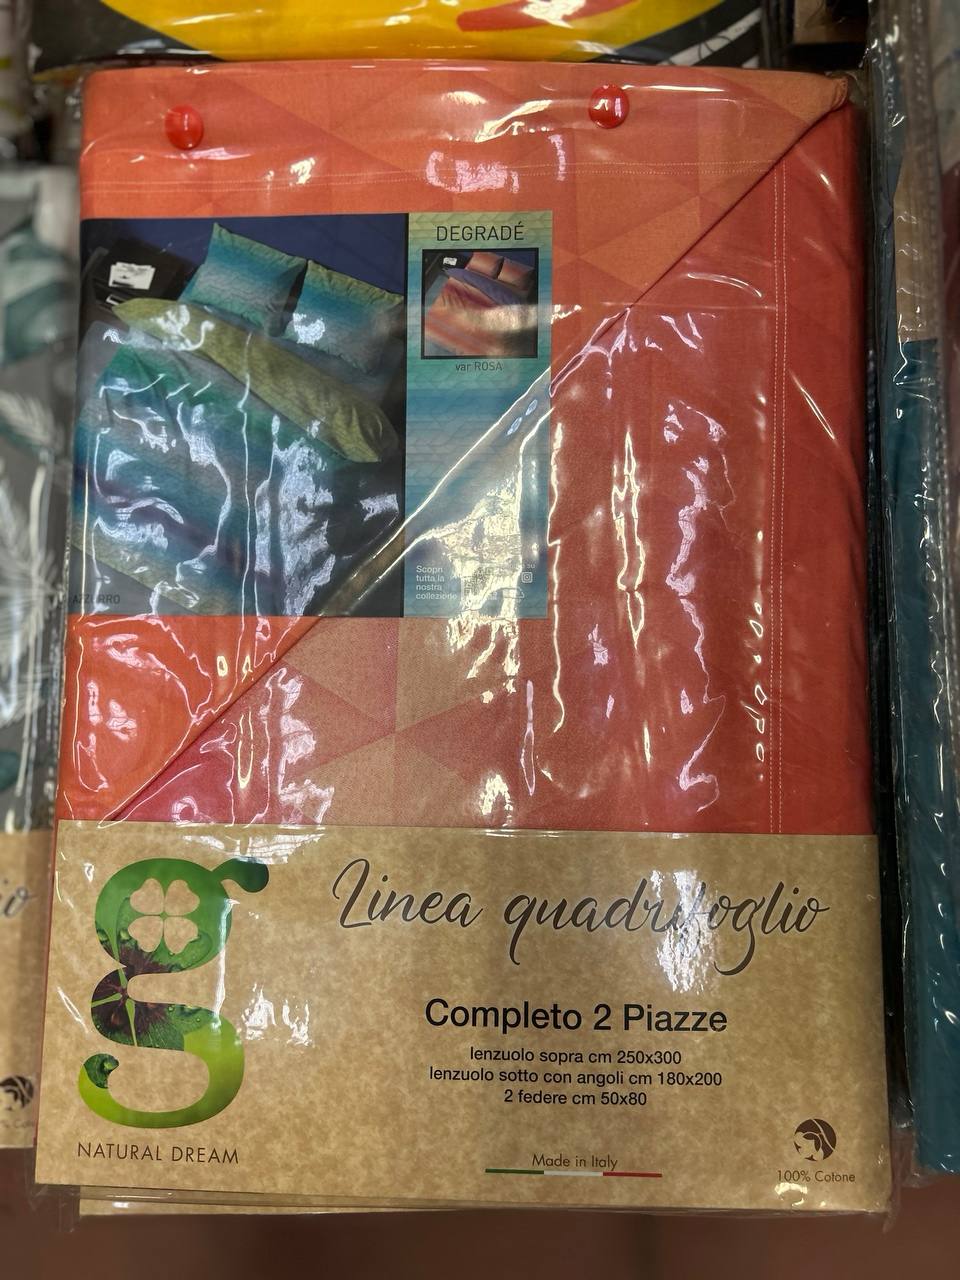 DEGRADÉ
var ROSA
Scopri
tutta la
nostra
collezione
AZZURRO
Linea quadrifoglio
Completo 2 Piazze
lenzuolo sopra cm 250x300
lenzuolo sotto con angoli cm 180x200
2 federe cm 50x80
g
NATURAL DREAM
Made in Italy
100% Cotone